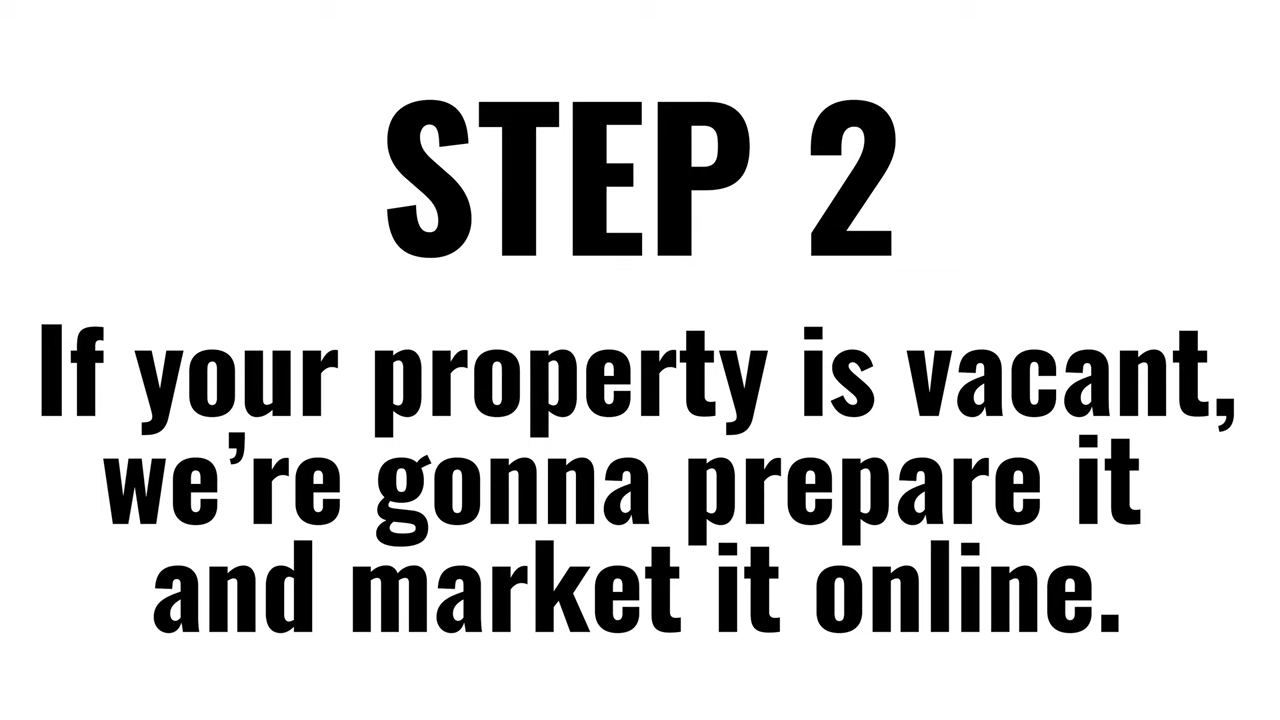 STEP 2
If your property is vacant,
we’re gonna prepare it
and market it online.